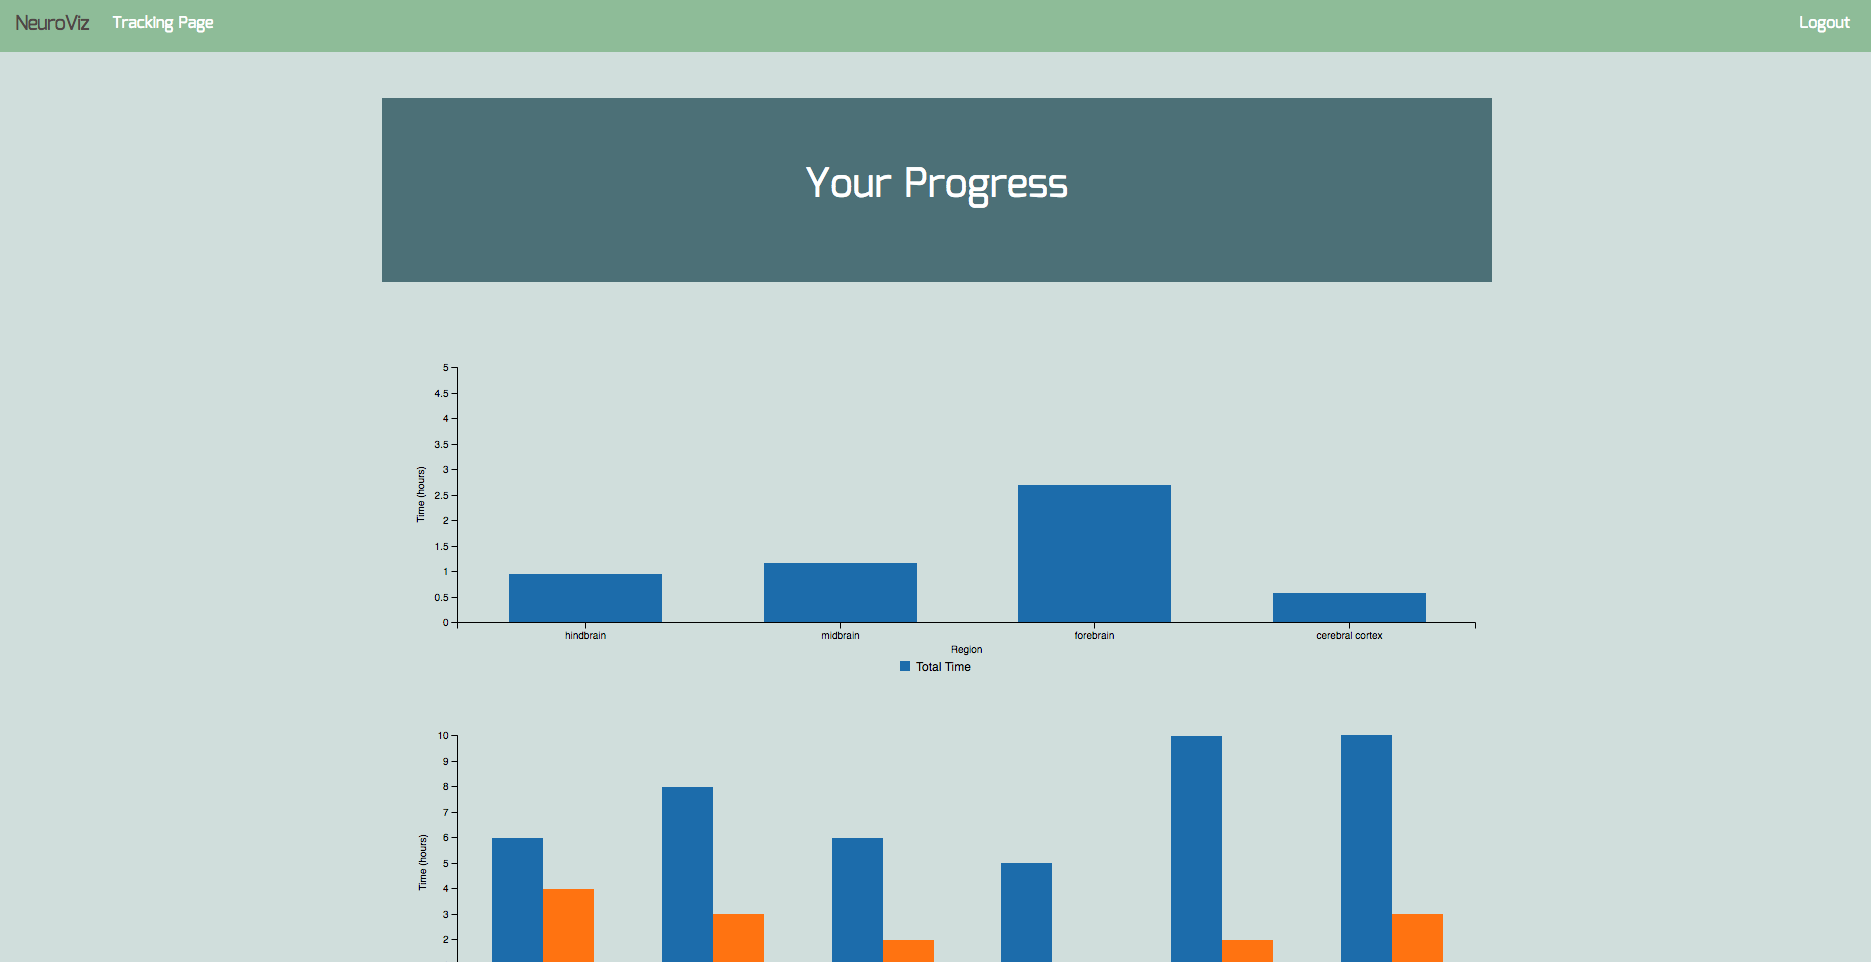 NeuroViz Tracking Page Logout
Your Progress
5
4.5
4
3.5
3
2.5
2
1.5
1
0.5
0
Time (hours)
hindbrain midbrain forebrain cerebral cortex
Region
Total Time
10
9
8
7
6
5
4
3
2
Time (hours)